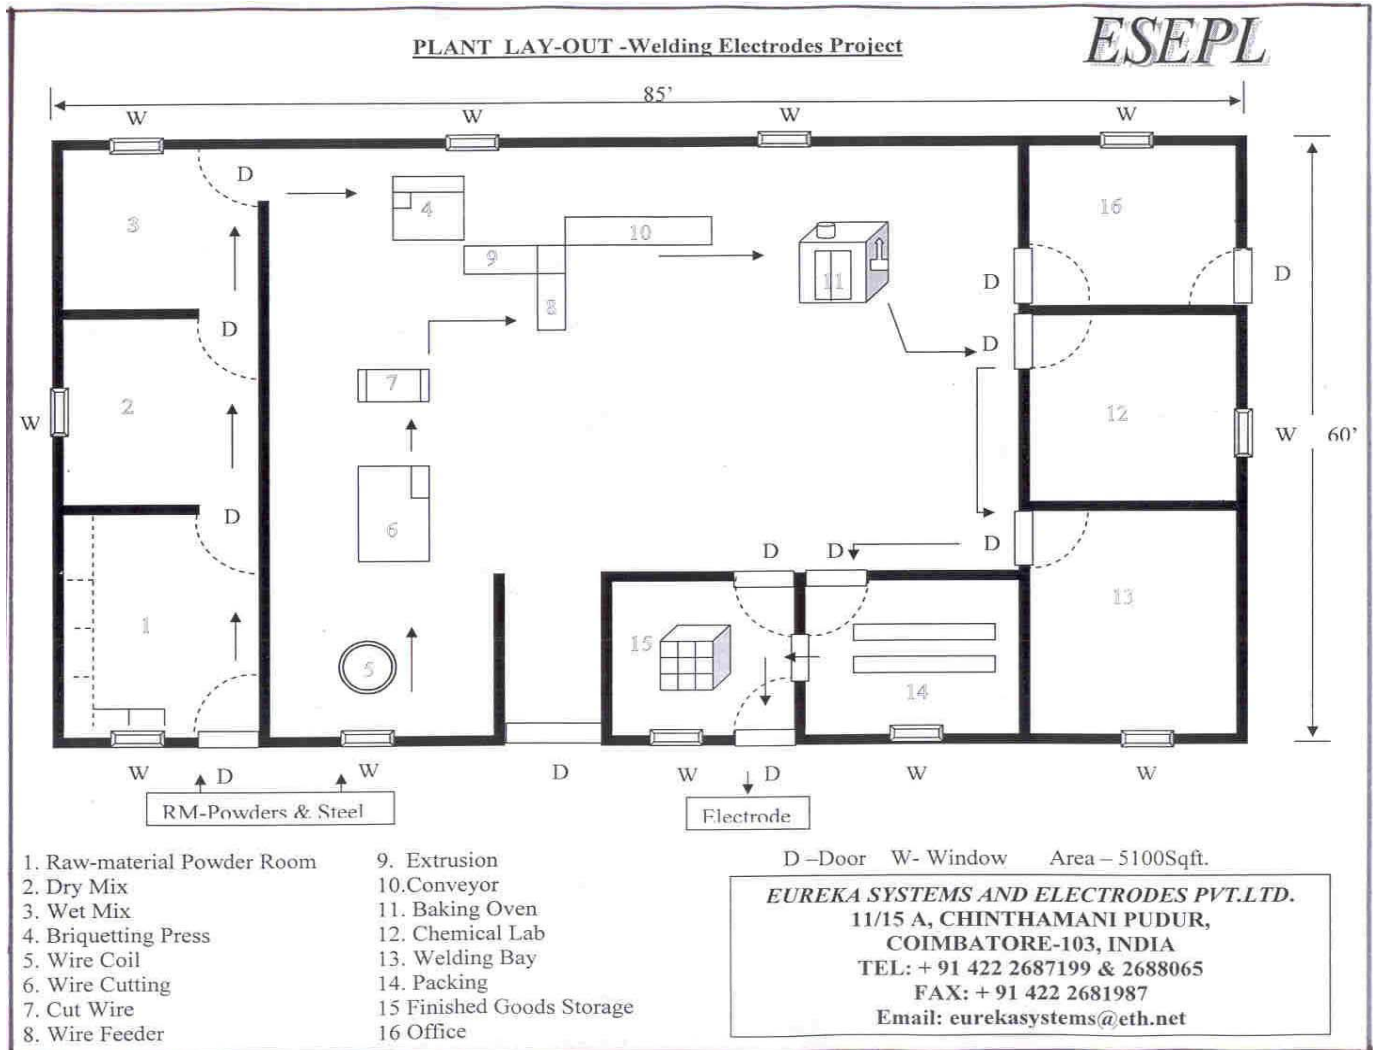 PLANT LAY-OUT -Welding Electrodes Project
ESEPL
85'
W W W W
D
3
4
9
10
8
11
16
D
D
D
7
2
W
D
12
W
60'
D
6
D
D
D
1
5
15
14
13
W
D
W
D
W
D
W
W
RM-Powders & Steel
Electrode
1. Raw-material Powder Room
2. Dry Mix
3. Wet Mix
4. Briquetting Press
5. Wire Coil
6. Wire Cutting
7. Cut Wire
8. Wire Feeder
9. Extrusion
10.Conveyor
11. Baking Oven
12. Chemical Lab
13. Welding Bay
14. Packing
15 Finished Goods Storage
16 Office
D –Door W- Window Area – 5100Sqft.
EUREKA SYSTEMS AND ELECTRODES PVT.LTD.
11/15 A, CHINTHAMANI PUDUR,
COIMBATORE-103, INDIA
TEL: + 91 422 2687199 & 2688065
FAX: + 91 422 2681987
Email: eurekasystems@eth.net